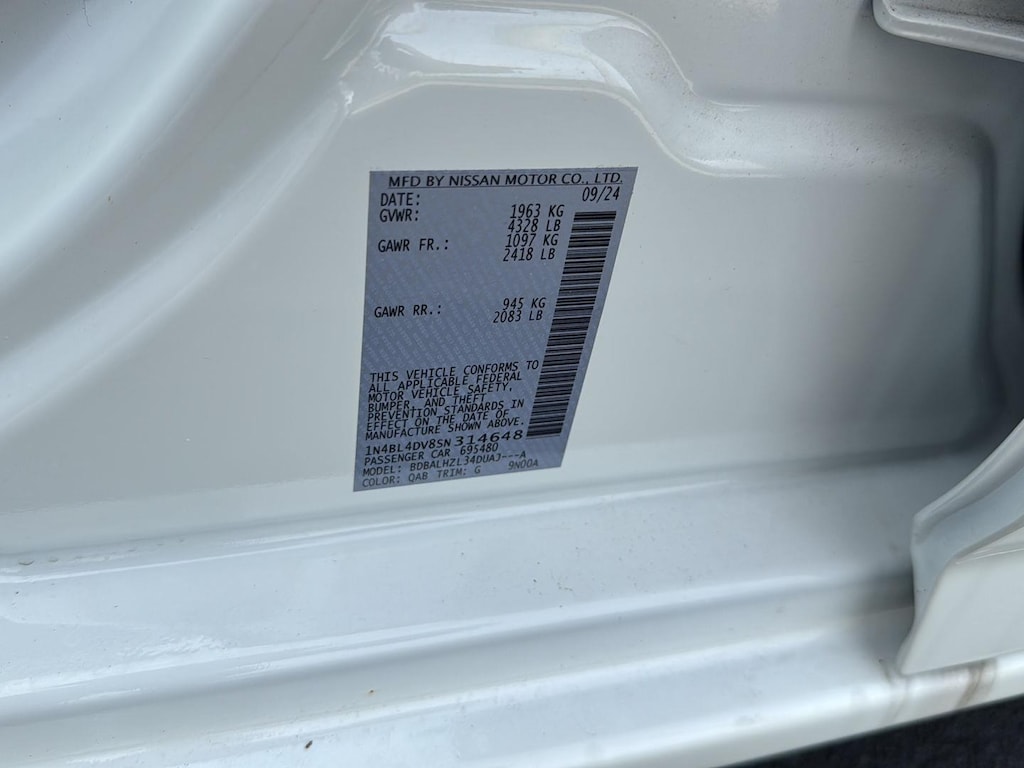 MFD BY NISSAN MOTOR CO., LTD.
DATE: 09/24
GVWR: 1963 KG
4328 LB
GAWR FR.: 1097 KG
2418 LB
GAWR RR.: 945 KG
2083 LB
THIS VEHICLE CONFORMS TO
ALL APPLICABLE FEDERAL
MOTOR VEHICLE SAFETY,
BUMPER, AND THEFT
PREVENTION STANDARDS IN
EFFECT ON THE DATE OF
MANUFACTURE SHOWN ABOVE.
1N4BL4DV8SN314648
PASSENGER CAR 695480
MODEL: BDBALHZL34DUAJ---A
COLOR: QAB TRIM: G 9N00A